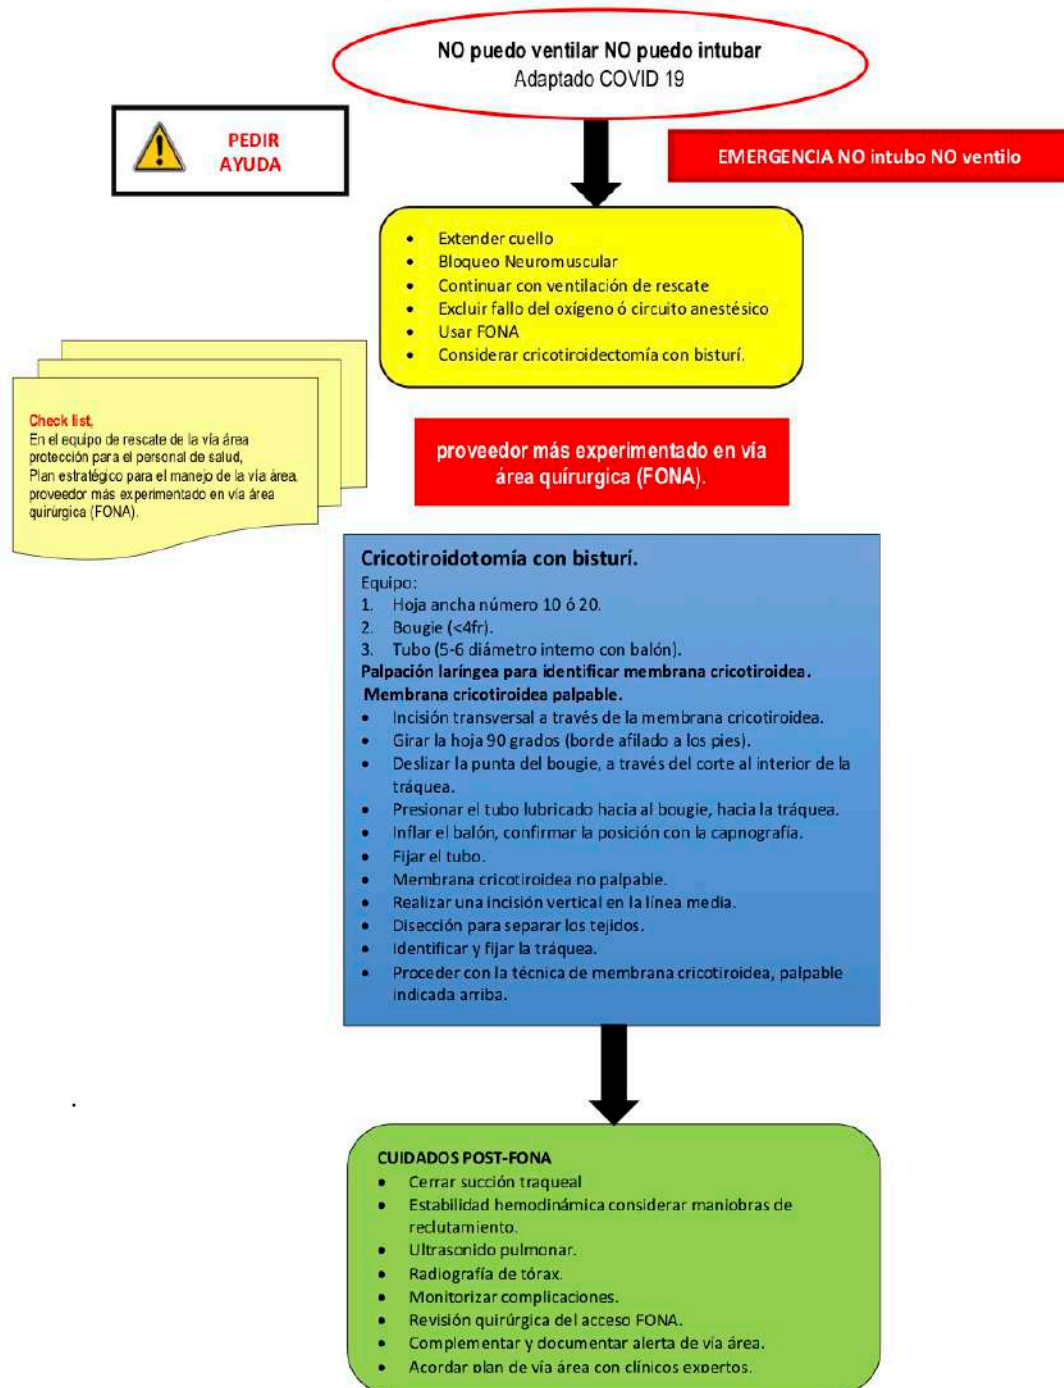 NO puedo ventilar NO puedo intubar
Adaptado COVID 19
PEDIR
AYUDA
EMERGENCIA NO intubo NO ventilo
• Extender cuello
• Bloqueo Neuromuscular
• Continuar con ventilación de rescate
• Excluir fallo del oxígeno ó circuito anestésico
• Usar FONA
• Considerar cricotiroidectomía con bisturí.
Check list,
En el equipo de rescate de la vía área
protección para el personal de salud,
Plan estratégico para el manejo de la vía área,
proveedor más experimentado en vía área
quirúrgica (FONA).
proveedor más experimentado en vía
área quírurgica (FONA).
Cricotiroidotomía con bisturí.
Equipo:
1. Hoja ancha número 10 ó 20.
2. Bougie (<4fr).
3. Tubo (5-6 diámetro interno con balón).
Palpación laríngea para identificar membrana cricotiroidea.
Membrana cricotiroidea palpable.
• Incisión transversal a través de la membrana cricotiroidea.
• Girar la hoja 90 grados (borde afilado a los pies).
• Deslizar la punta del bougie, a través del corte al interior de la
tráquea.
• Presionar el tubo lubricado hacia al bougie, hacia la tráquea.
• Inflar el balón, confirmar la posición con la capnografía.
• Fijar el tubo.
• Membrana cricotiroidea no palpable.
• Realizar una incisión vertical en la línea media.
• Disección para separar los tejidos.
• Identificar y fijar la tráquea.
• Proceder con la técnica de membrana cricotiroidea, palpable
indicada arriba.
CUIDADOS POST-FONA
• Cerrar succión traqueal
• Estabilidad hemodinámica considerar maniobras de
reclutamiento.
• Ultrasonido pulmonar.
• Radiografía de tórax.
• Monitorizar complicaciones.
• Revisión quirúrgica del acceso FONA.
• Complementar y documentar alerta de vía área.
• Acordar plan de vía área con clínicos expertos.